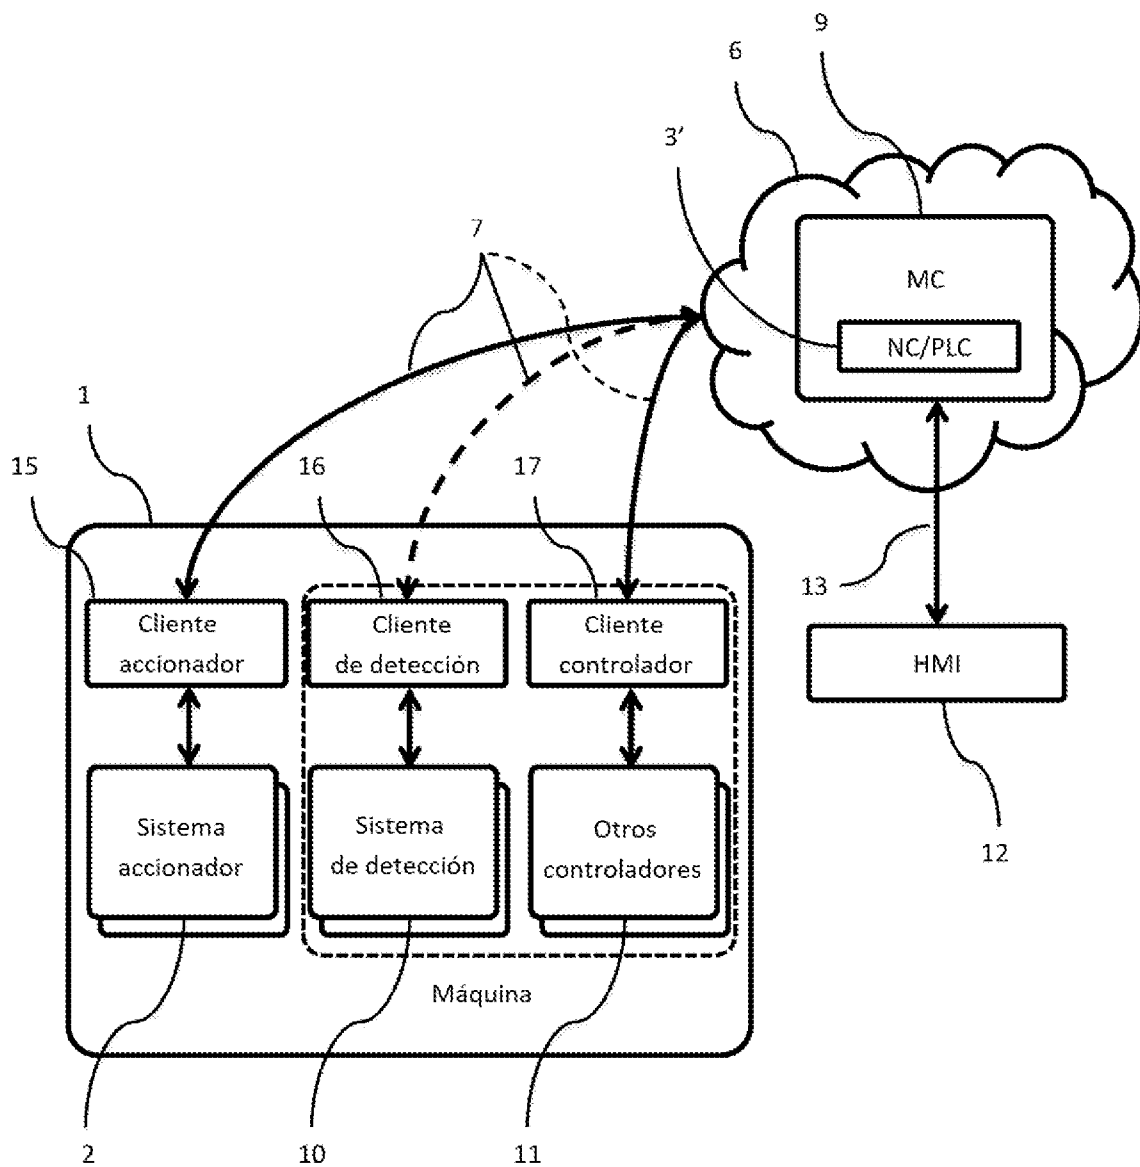 9
6
3'
7
MC
NC/PLC
1
15
16
17
13
Cliente
accionador
Cliente
de detección
Cliente
controlador
HMI
Sistema
accionador
Sistema
de detección
Otros
controladores
12
Máquina
2
10
11